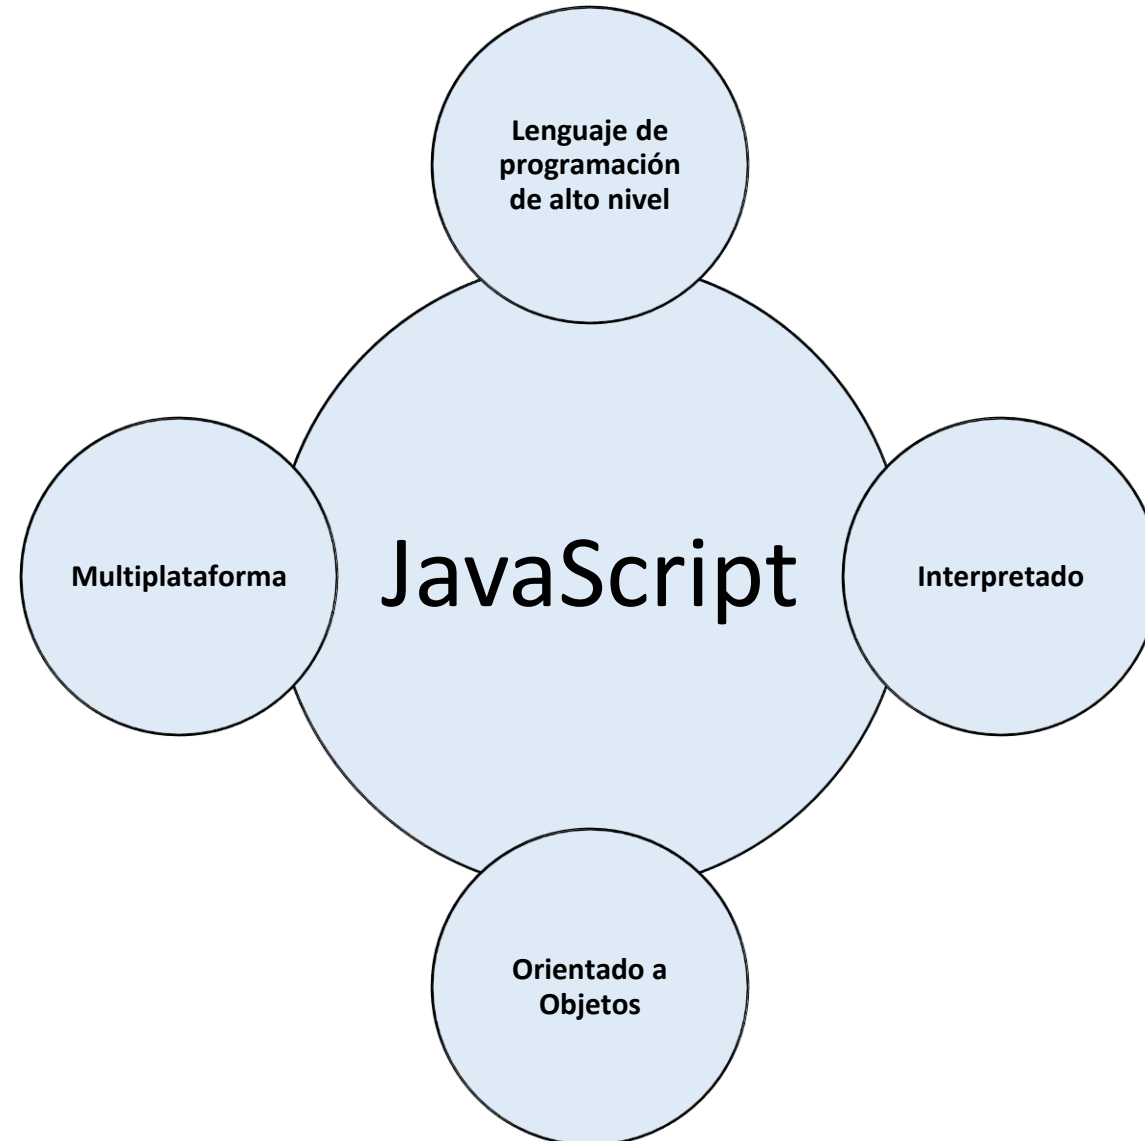 Lenguaje de
programación
de alto nivel
Multiplataforma
JavaScript
Interpretado
Orientado a
Objetos